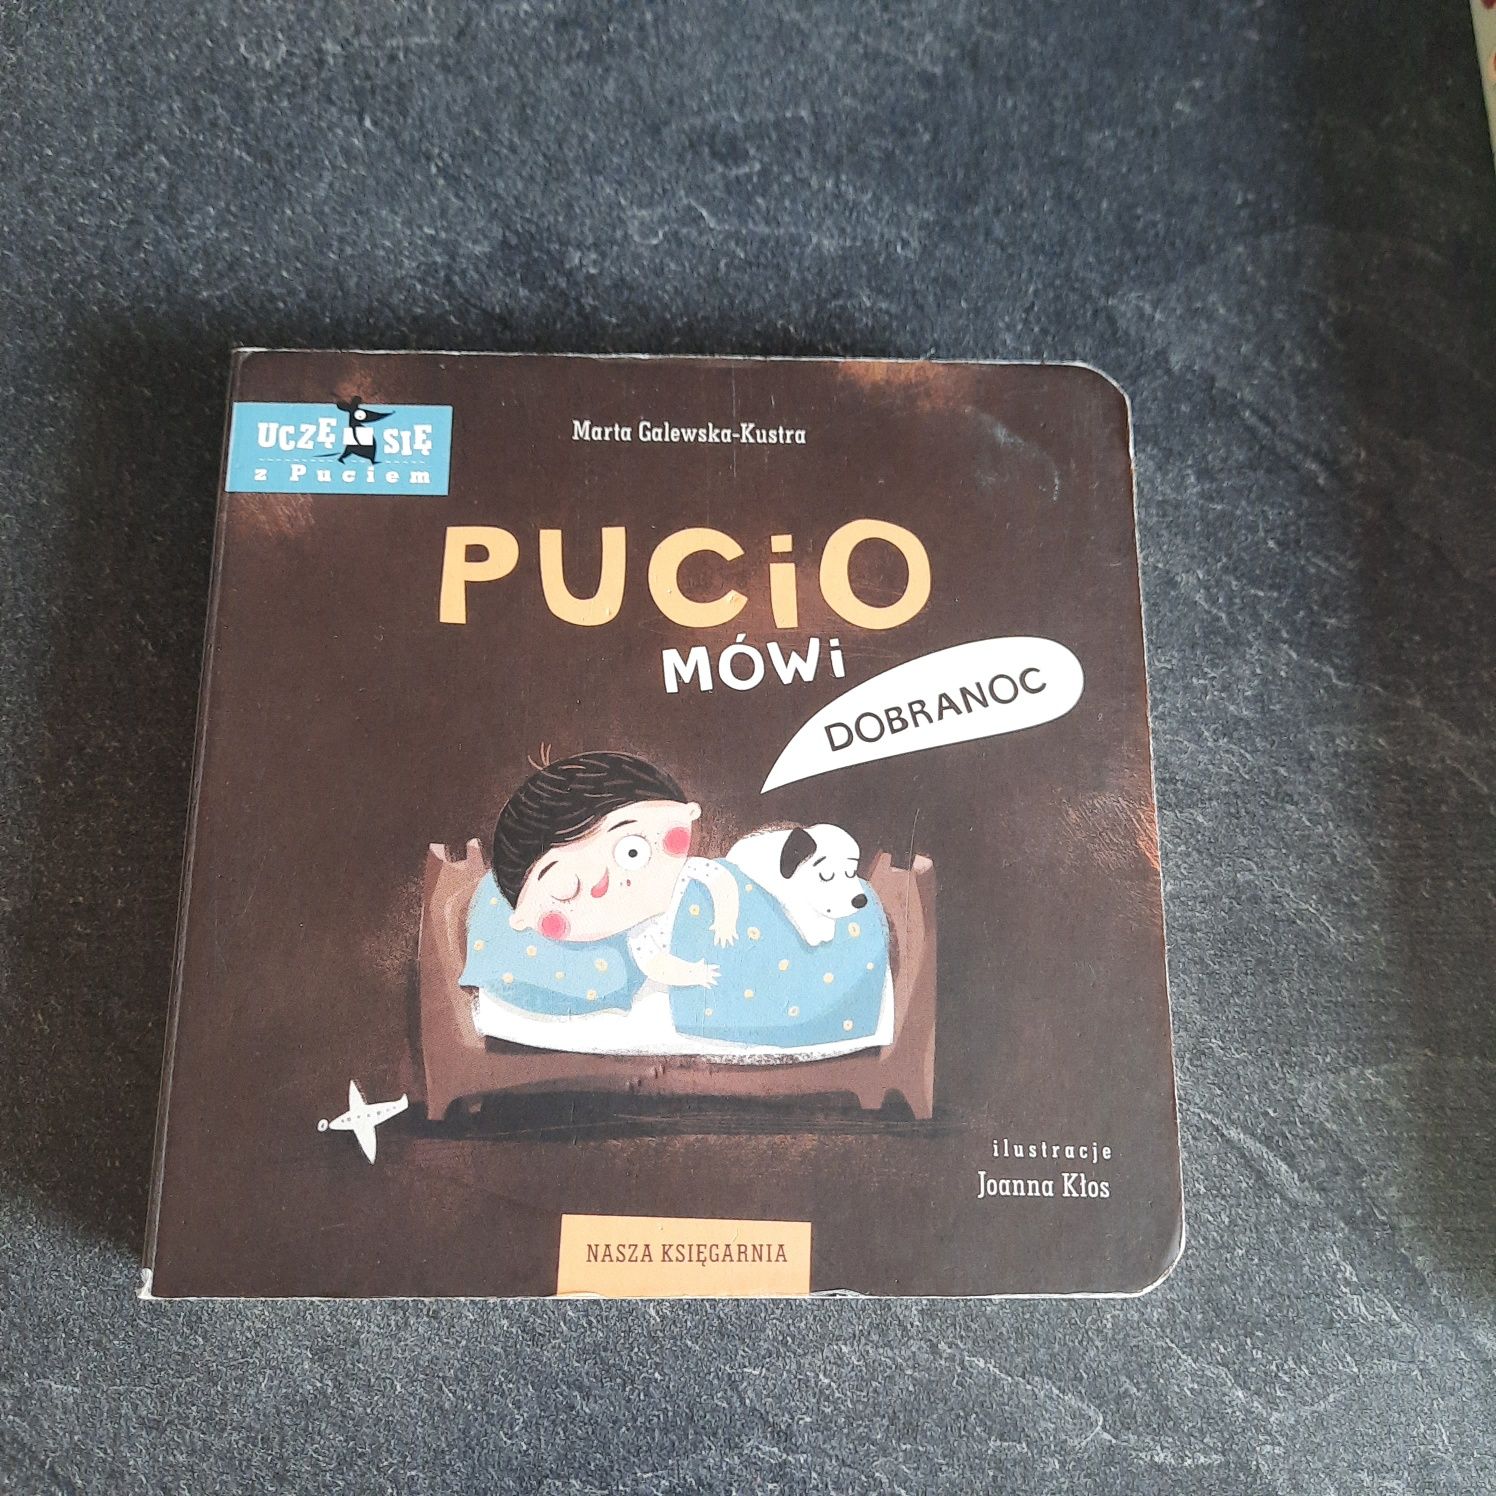 UCZĘ SIĘ
z Puciem
Marta Galewska-Kustra
PUCiO
MÓWi
DOBRANOC
ilustracje
Joanna Kłos
NASZA KSIĘGARNIA